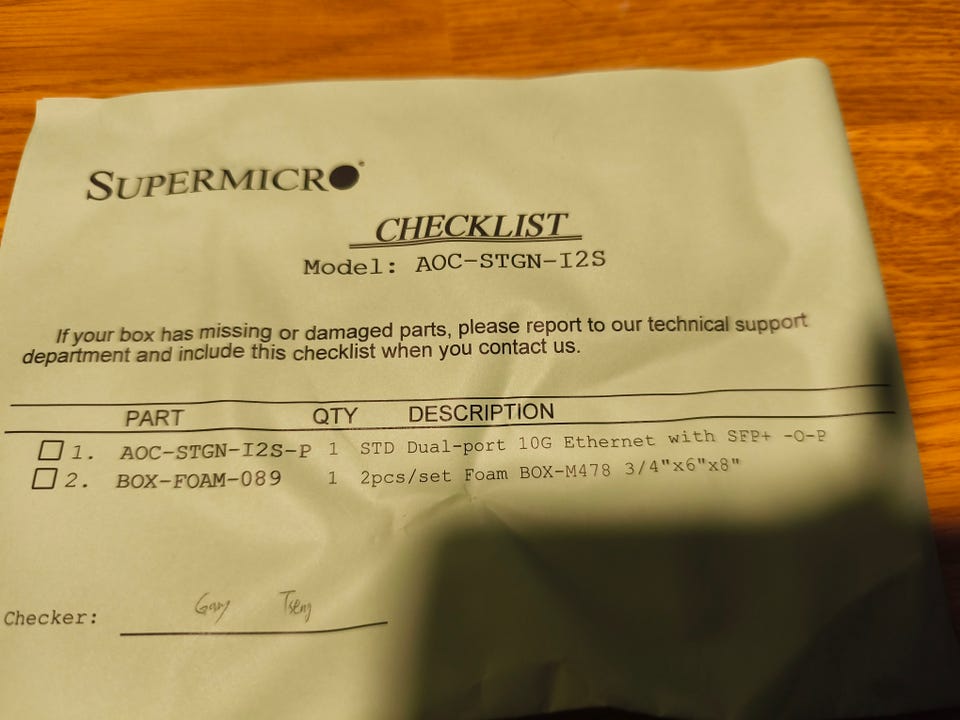 SUPERMICRO
CHECKLIST
Model: AOC-STGN-I2S
If your box has missing or damaged parts, please report to our technical support
department and include this checklist when you contact us.
PART QTY DESCRIPTION
1. AOC-STGN-I2S-P 1 STD Dual-port 10G Ethernet with SFP+ -O-P
2. BOX-FOAM-089 1 2pcs/set Foam BOX-M478 3/4"x6"x8"
Checker: Gary Tseng